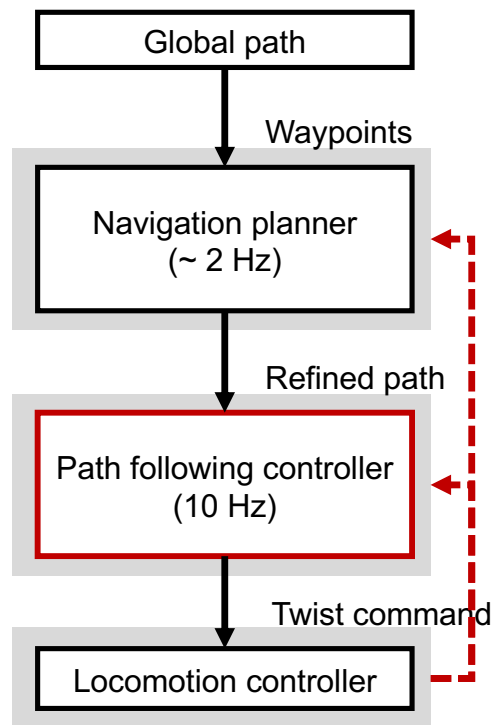 Global path
Waypoints
Navigation planner
(~ 2 Hz)
Refined path
Path following controller
(10 Hz)
Twist command
Locomotion controller